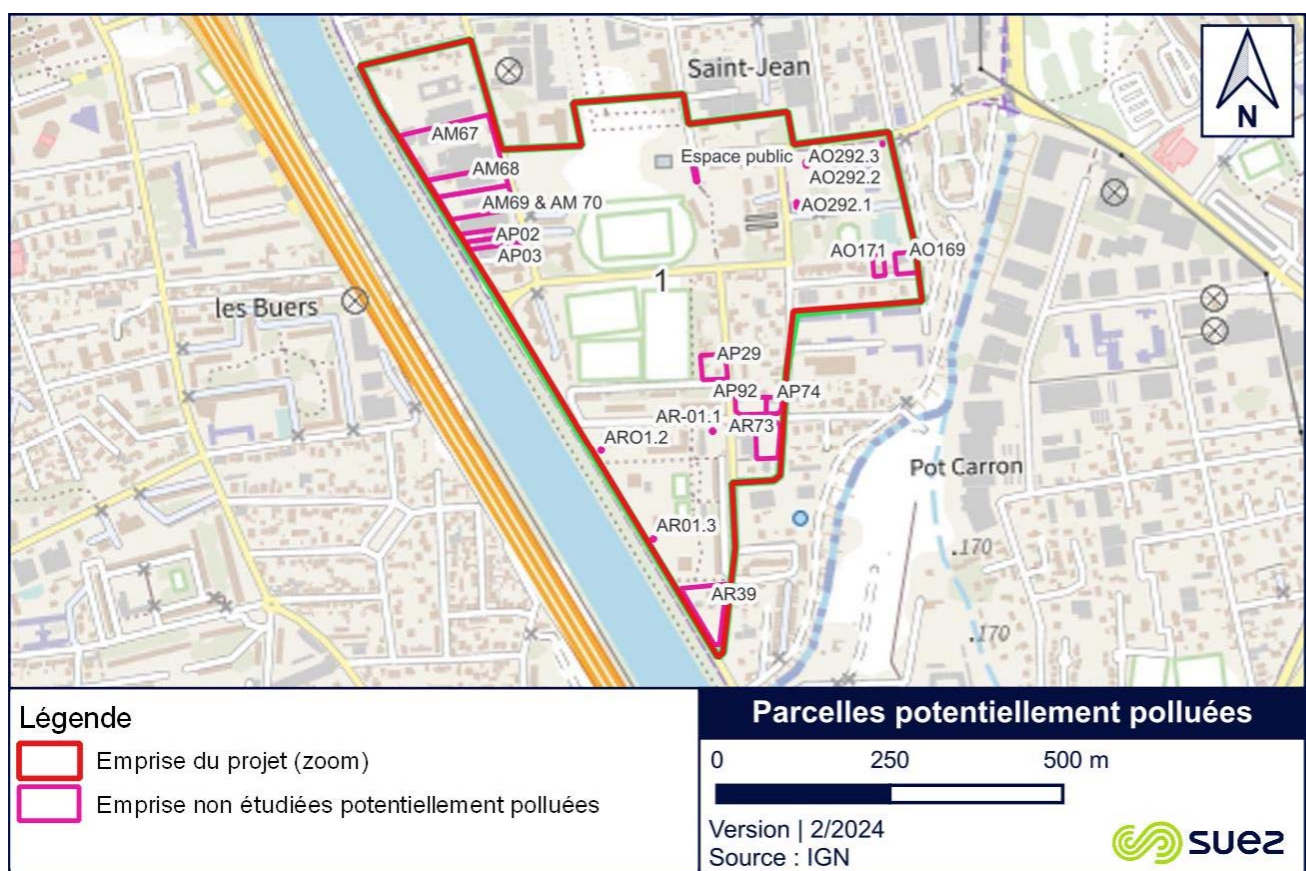 Saint-Jean
N
AM67
Espace public
AO292.3
AM68
AO292.2
AM69 & AM 70
AO292.1
AP02
AP03
AO17.1
AO169
1
les Buers
AP29
AP92
AP74
AR-01.1
AR73
ARO1.2
Pot Carron
AR01.3
.170
AR39
.170
Légende
Emprise du projet (zoom)
Emprise non étudiées potentiellement polluées
Parcelles potentiellement polluées
0 250 500 m
Version | 2/2024
Source : IGN
suez